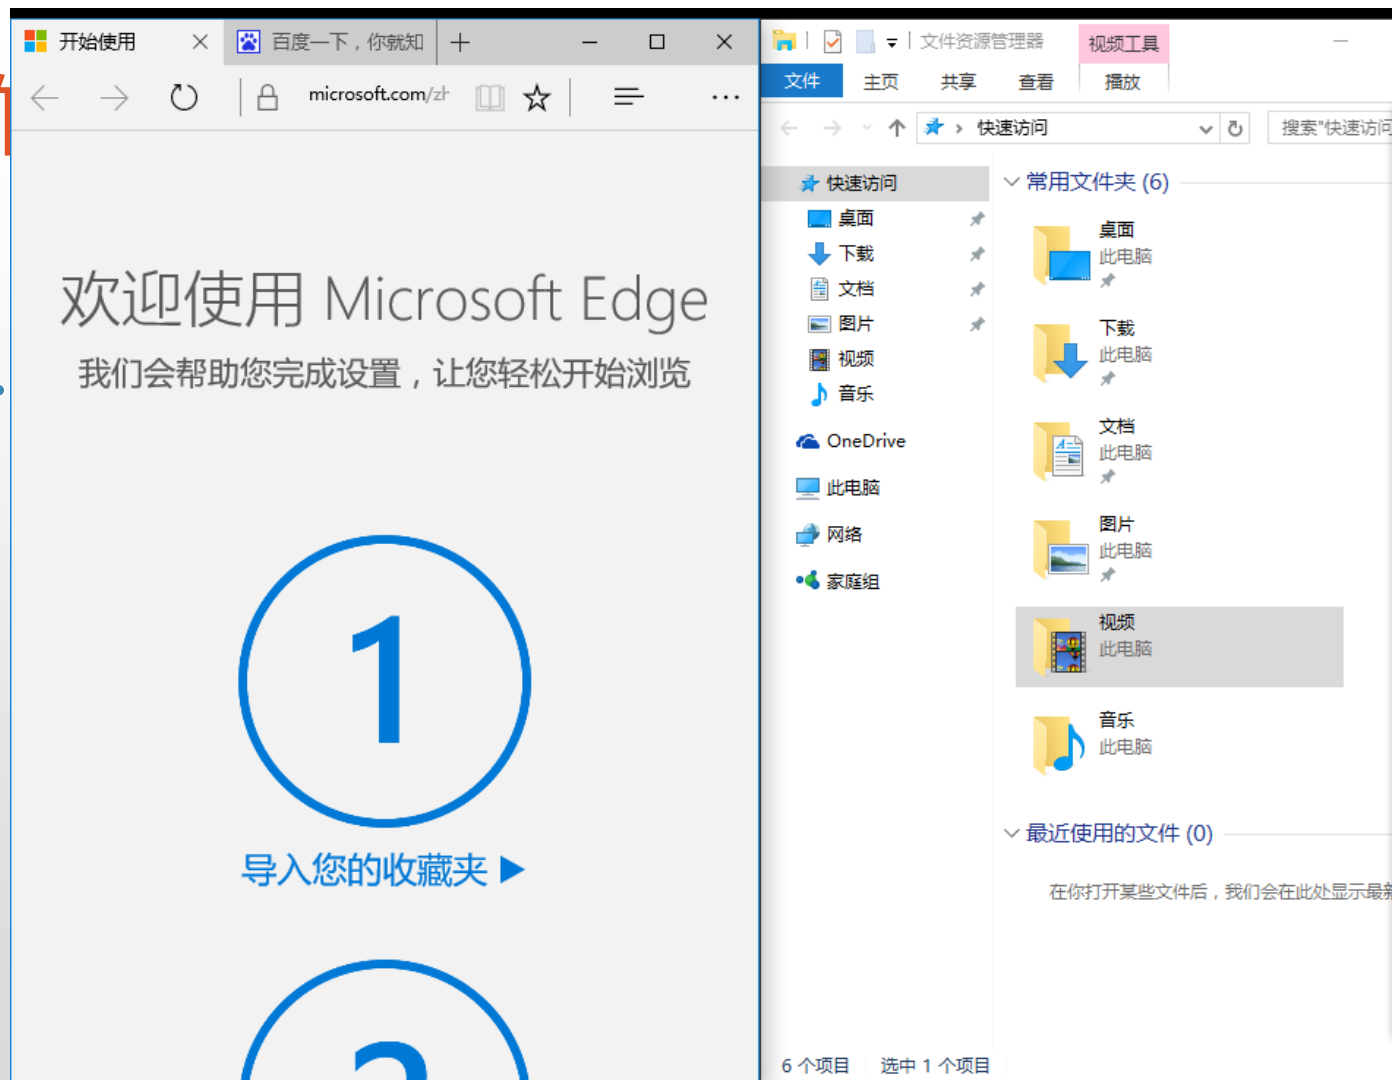 开始使用
百度一下，你就知
microsoft.com/zh
欢迎使用 Microsoft Edge
我们会帮助您完成设置，让您轻松开始浏览
1
导入您的收藏夹
2
文件资源管理器
视频工具
文件 主页 共享 查看 播放
快速访问
搜索"快速访问
快速访问
桌面
下载
文档
图片
视频
音乐
OneDrive
此电脑
网络
家庭组
常用文件夹 (6)
桌面
此电脑
下载
此电脑
文档
此电脑
图片
此电脑
视频
此电脑
音乐
此电脑
最近使用的文件 (0)
在你打开某些文件后，我们会在此处显示最新
6 个项目 选中 1 个项目